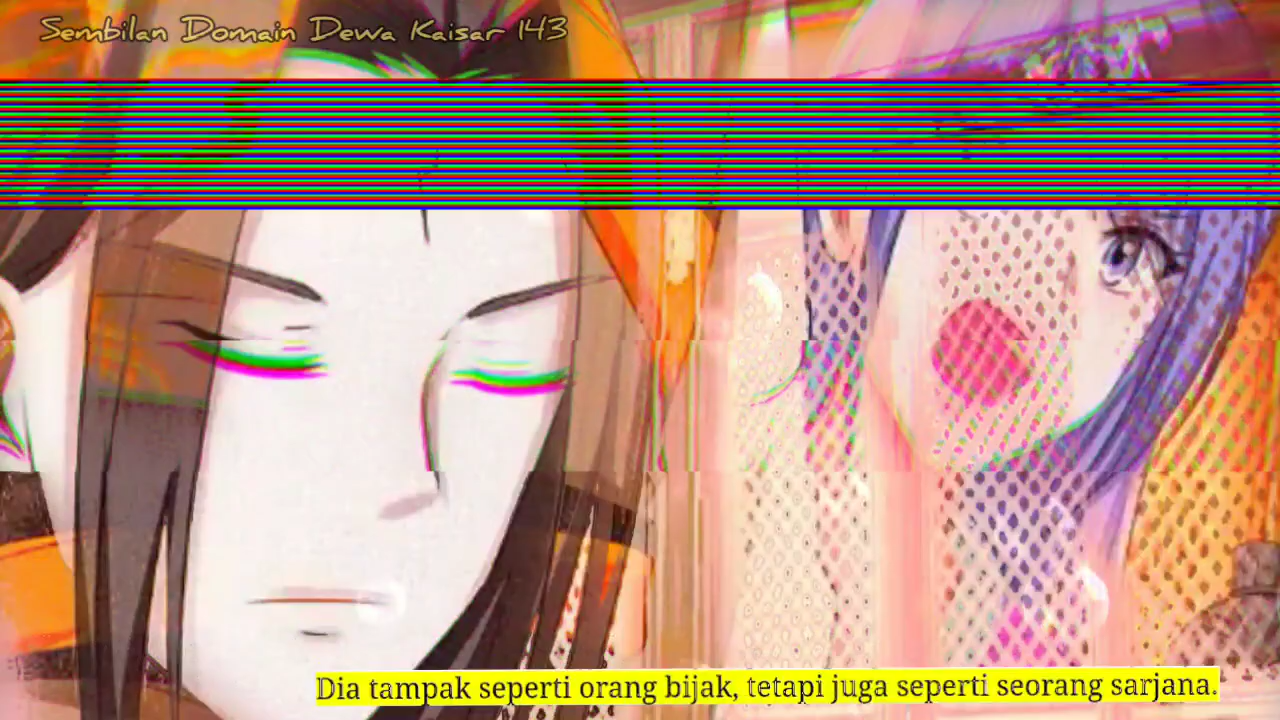 Sembilan Domain Dewa Kaisar 143
Dia tampak seperti orang bijak, tetapi juga seperti seorang sarjana.